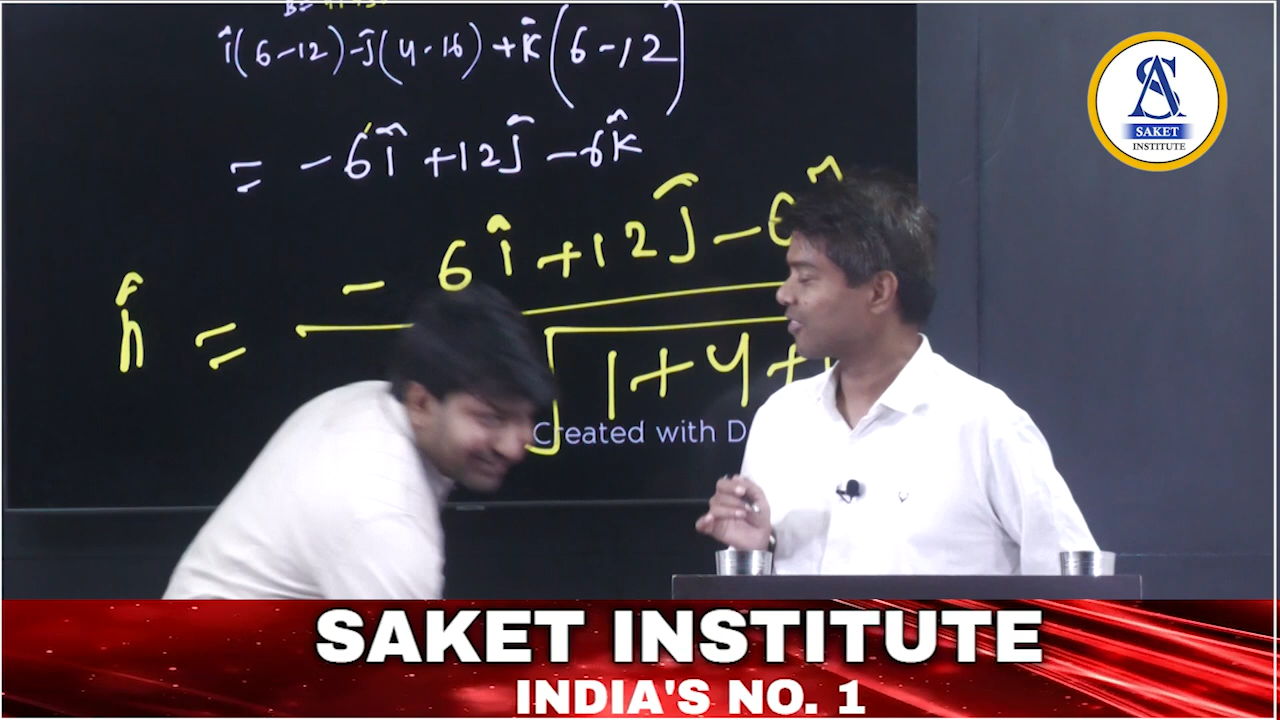 î(6-12)-ĵ(4-16)+k̂(6-12)
= -6î+12ĵ-6k̂
-6î+12ĵ-6
n̂ =
√1+4+
Created with D
SA
SAKET
INSTITUTE
SAKET INSTITUTE
INDIA'S NO. 1